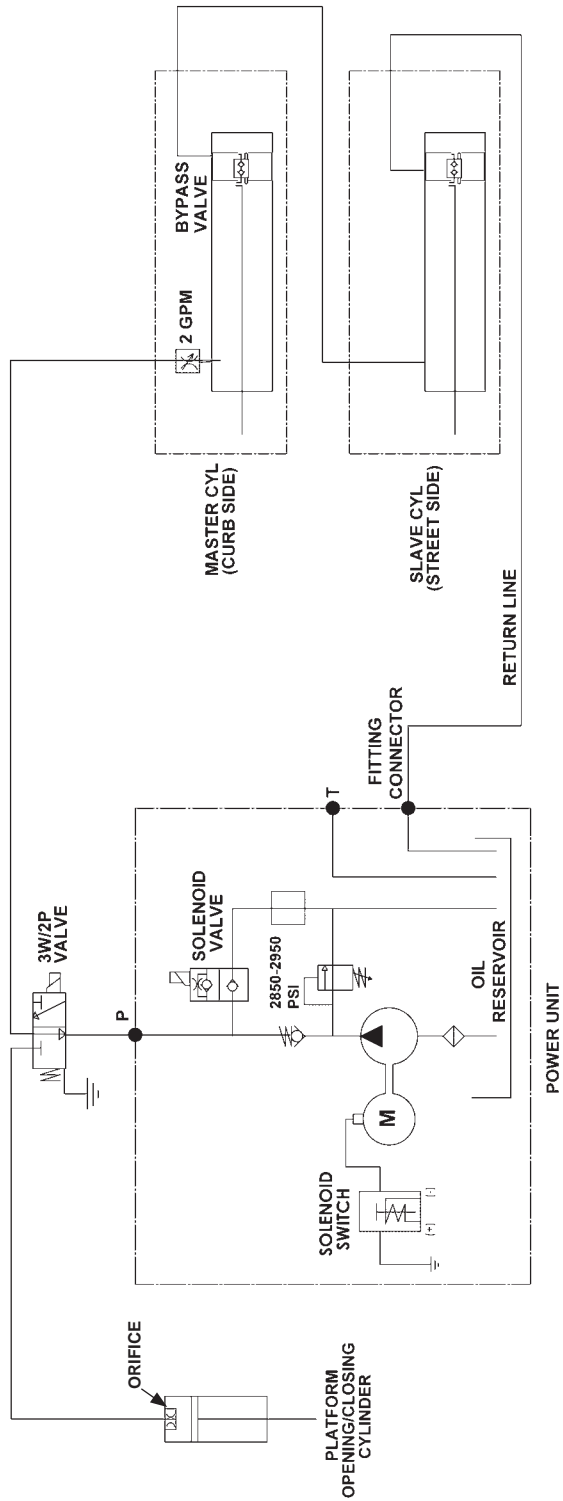 BYPASS
VALVE
2 GPM
MASTER CYL
(CURB SIDE)
SLAVE CYL
(STREET SIDE)
RETURN LINE
FITTING
CONNECTOR
T
3W/2P
VALVE
P
SOLENOID
VALVE
2850-2950
PSI
OIL
RESERVOIR
POWER UNIT
M
SOLENOID
SWITCH
(+)
(-)
ORIFICE
PLATFORM
OPENING/CLOSING
CYLINDER